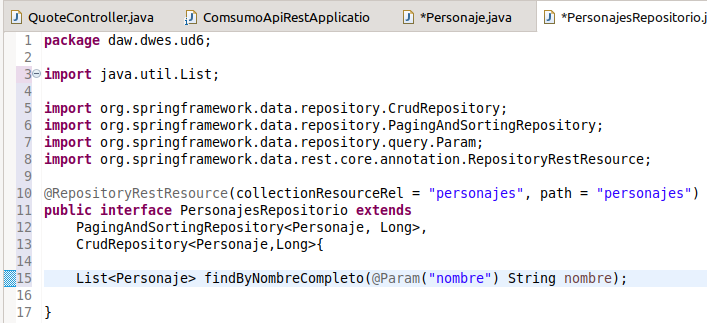 QuoteController.java ComsumoApiRestApplicatio *Personaje.java *PersonajesRepositorio.j
1 package daw.dwes.ud6;
2
3 import java.util.List;
4
5 import org.springframework.data.repository.CrudRepository;
6 import org.springframework.data.repository.PagingAndSortingRepository;
7 import org.springframework.data.repository.query.Param;
8 import org.springframework.data.rest.core.annotation.RepositoryRestResource;
9
10 @RepositoryRestResource(collectionResourceRel = "personajes", path = "personajes")
11 public interface PersonajesRepositorio extends
12     PagingAndSortingRepository<Personaje, Long>,
13     CrudRepository<Personaje,Long>{
14
15     List<Personaje> findByNombreCompleto(@Param("nombre") String nombre);
16
17 }